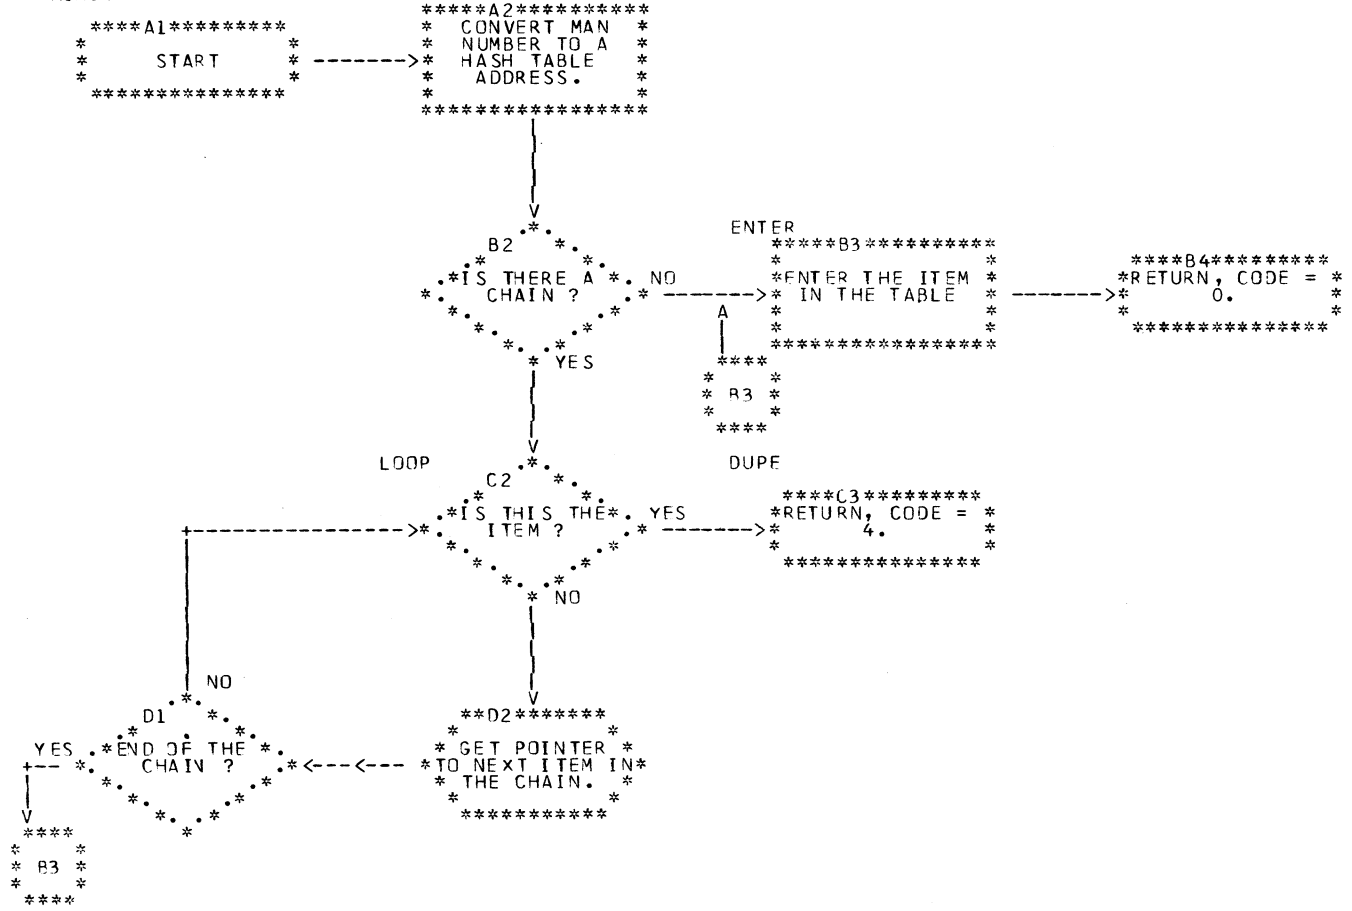 A1
START
A2
CONVERT MAN
NUMBER TO A
HASH TABLE
ADDRESS.
B2
IS THERE A
CHAIN ?
NO
YES
ENTER
B3
ENTER THE ITEM
IN THE TABLE
B4
RETURN, CODE =
0.
A
B3
LOOP
C2
IS THIS THE
ITEM ?
YES
NO
DUPE
C3
RETURN, CODE =
4.
NO
D1
YES
END OF THE
CHAIN ?
D2
GET POINTER
TO NEXT ITEM IN
THE CHAIN.
B3